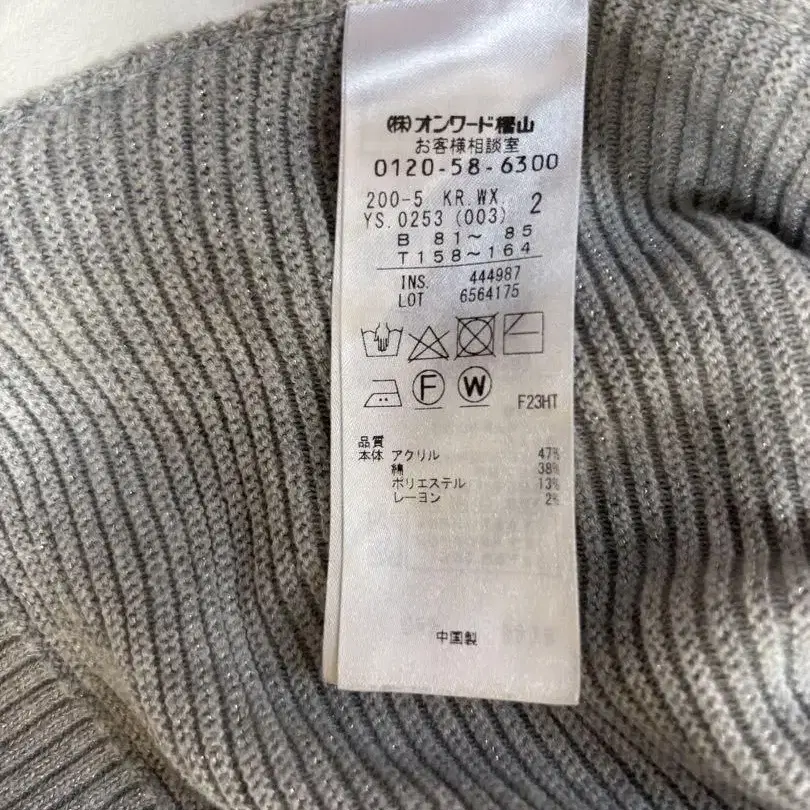 ㈱オンワード樫山
お客様相談室
0120-58-6300
200-5 KR.WX 2
YS.0253 (003)
B 81～ 85
T158～164
INS. 444987
LOT 6564175
F W F23HT
品質
本体 アクリル 47%
綿 38%
ポリエステル 13%
レーヨン 2%
中国製